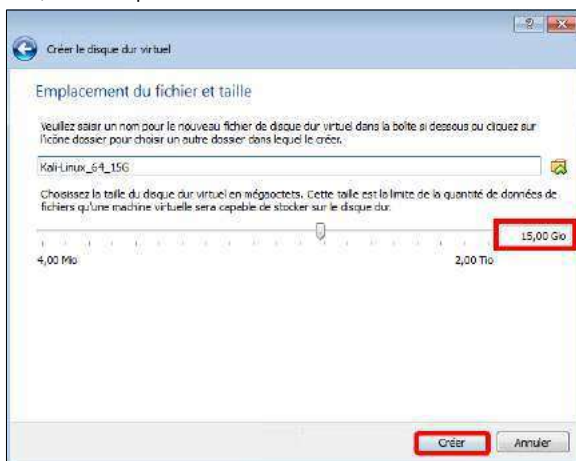 Créer le disque dur virtuel
Emplacement du fichier et taille
Veuillez saisir un nom pour le nouveau fichier de disque dur virtuel dans la boîte si dessous ou cliquez sur
l'icône dossier pour choisir un autre dossier dans lequel le créer.
Kali-Linux_64_15G
Choisissez la taille du disque dur virtuel en mégaoctets. Cette taille est la limite de la quantité de données de
fichiers qu'une machine virtuelle sera capable de stocker sur le disque dur.
15,00 Gio
4,00 Mio 2,00 Tio
Créer Annuler